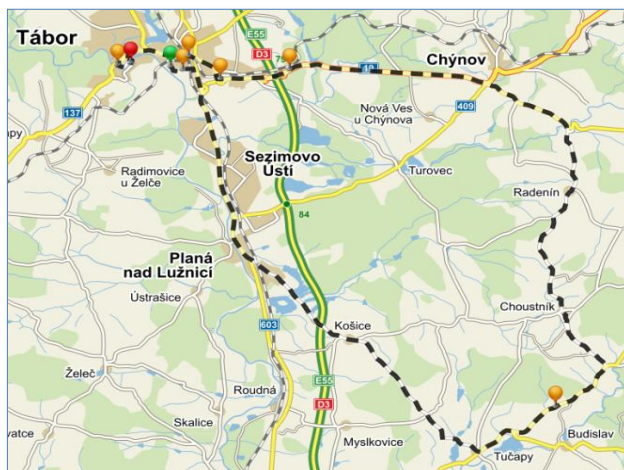 Tábor
E55
D3
Chýnov
19
409
137
Nová Ves
u Chýnova
Radimovice
u Želče
Sezimovo
Ústí
Turovec
Radenín
84
Planá
nad Lužnicí
Ústrašice
Choustník
603
Košice
Želeč
Roudná
E55
D3
Skalice
Myslkovice
Tučapy
Budislav